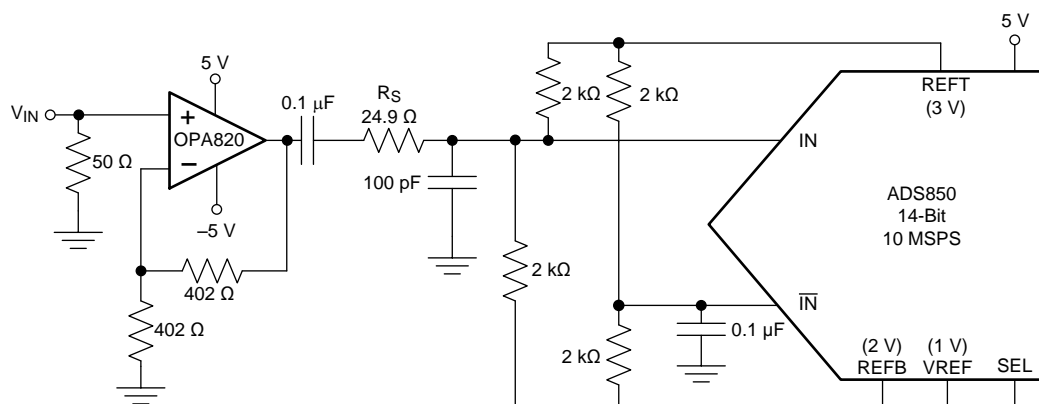 5 V
5 V
V_IN
+
OPA820
−
0.1 µF
R_S
24.9 Ω
2 kΩ
2 kΩ
REFT
(3 V)
IN
50 Ω
100 pF
ADS850
14-Bit
10 MSPS
–5 V
402 Ω
2 kΩ
IN
402 Ω
2 kΩ
0.1 µF
(2 V)
REFB
(1 V)
VREF
SEL